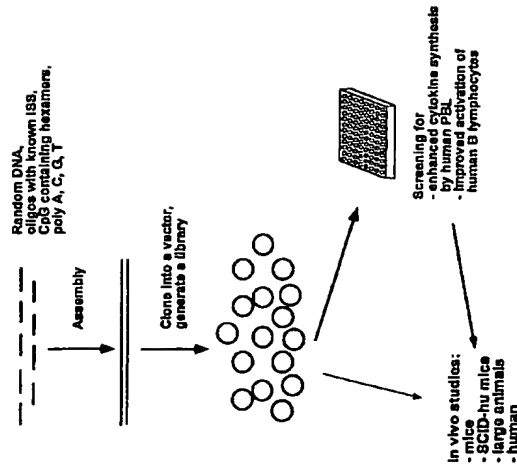 Random DNA,
oligos with known ISS,
CpG containing hexamers,
poly A, C, G, T
Assembly
Clone into a vector,
generate a library
Screening for
- enhanced cytokine synthesis
by human PBL
- improved activation of
human B lymphocytes
in vivo studies:
- mice
- SCID-hu mice
- large animals
- human